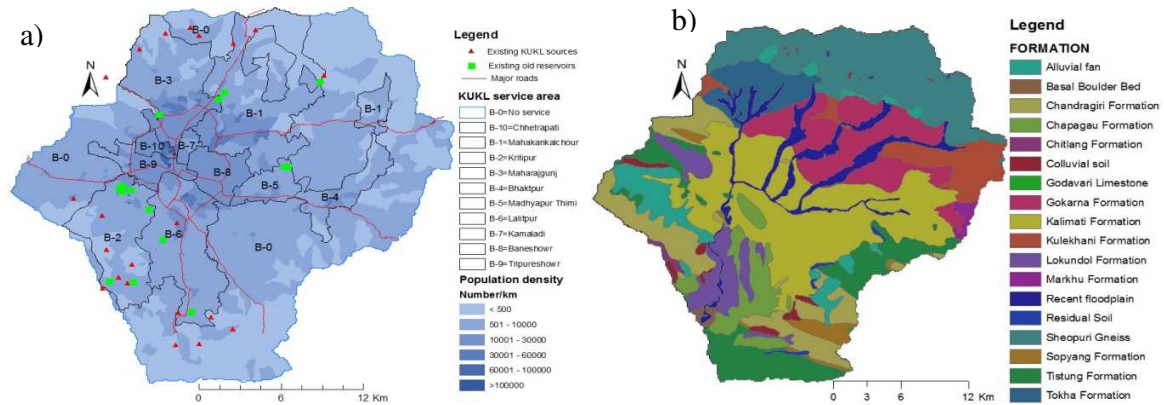 a)
N
B-0
B-3
B-1
B-1
B-0
B-10
B-7
B-9
B-8
B-5
B-4
B-2
B-6
B-0
0 6 12 Km
Legend
Existing KUKL sources
Existing old reservoirs
Major roads
KUKL service area
B-0=No service
B-10=Chhetrapati
B-1=Mahakankalchour
B-2=Kritipur
B-3=Maharajgunj
B-4=Bhaktpur
B-5=Madhyapur Thimi
B-6=Lalitpur
B-7=Kamaladi
B-8=Baneshowr
B-9=Tripureshowr
Population density
Number/km
< 500
501 - 10000
10001 - 30000
30001 - 60000
60001 - 100000
>100000
b)
N
0 3 6 12 Km
Legend
FORMATION
Alluvial fan
Basal Boulder Bed
Chandragiri Formation
Chapagau Formation
Chitlang Formation
Colluvial soil
Godavari Limestone
Gokarna Formation
Kalimati Formation
Kulekhani Formation
Lokundol Formation
Markhu Formation
Recent floodplain
Residual Soil
Sheopuri Gneiss
Sopyang Formation
Tistung Formation
Tokha Formation